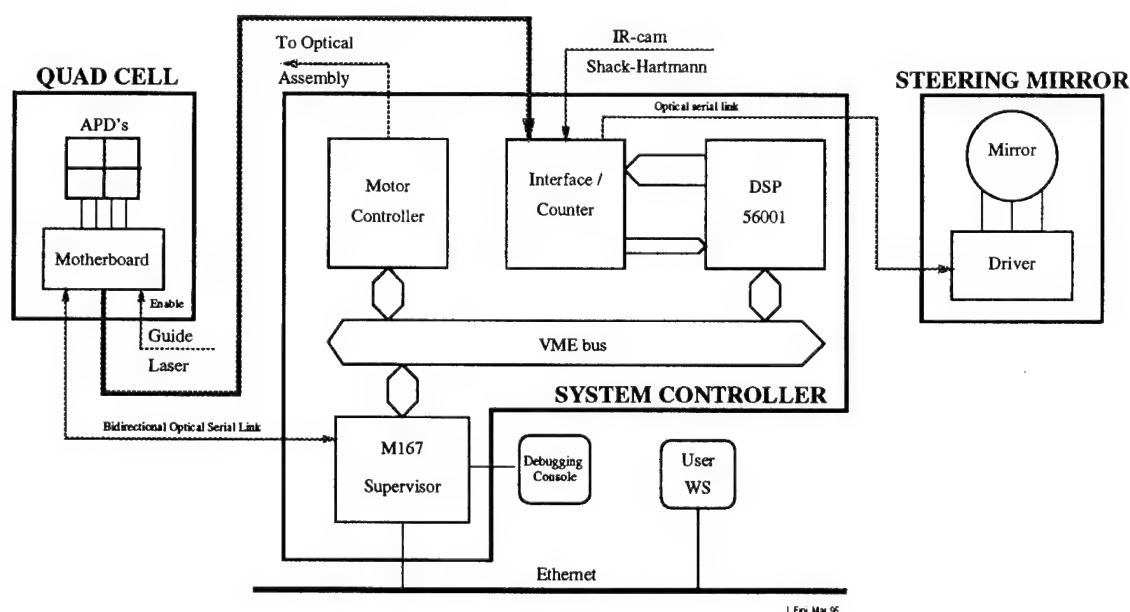 To Optical
Assembly
IR-cam
Shack-Hartmann
QUAD CELL
STEERING MIRROR
APD's
Optical serial link
Mirror
Motor
Controller
Interface /
Counter
DSP
56001
Motherboard
Driver
Enable
Guide
Laser
VME bus
SYSTEM CONTROLLER
Bidirectional Optical Serial Link
M167
Supervisor
Debugging
Console
User
WS
Ethernet
Mar 95